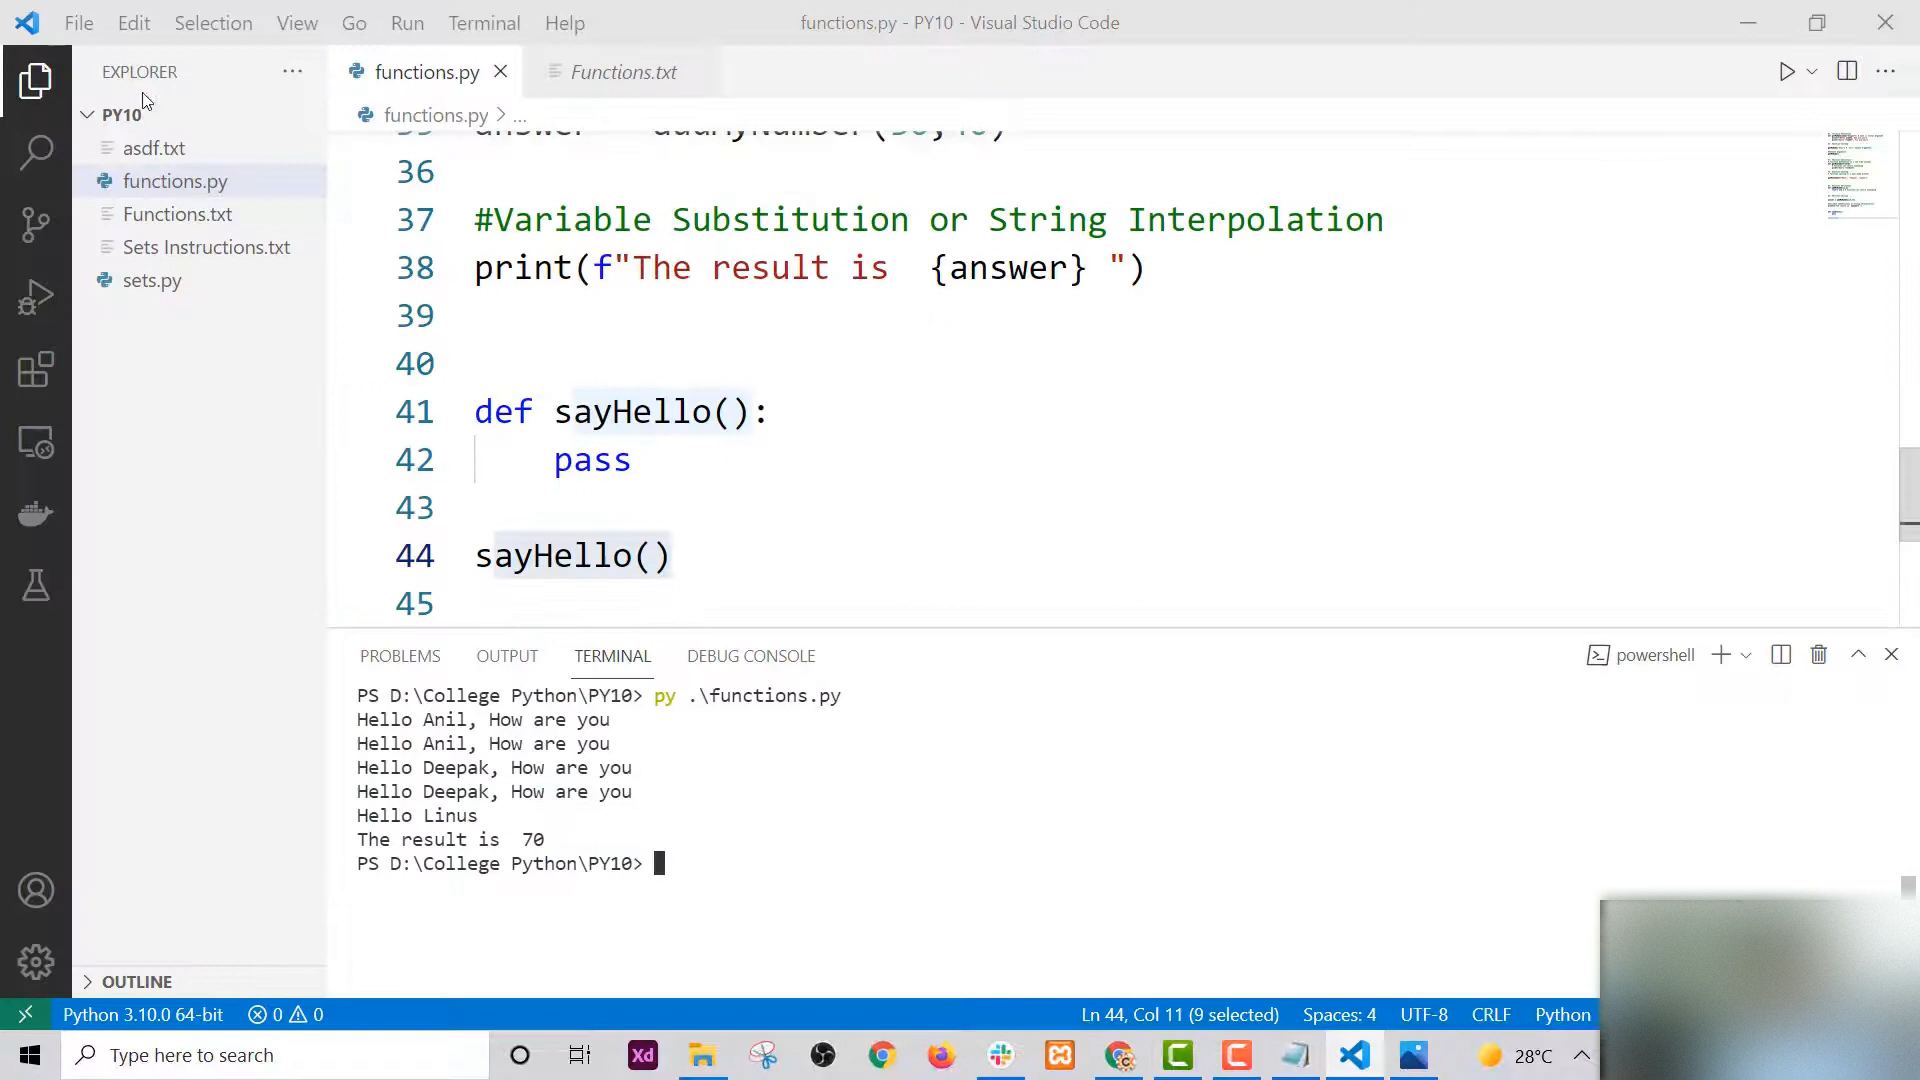 File Edit Selection View Go Run Terminal Help
functions.py - PY10 - Visual Studio Code
EXPLORER
functions.py
Functions.txt
PY10
functions.py > ...
asdf.txt
functions.py
Functions.txt
Sets Instructions.txt
sets.py
36
37 #Variable Substitution or String Interpolation
38 print(f"The result is  {answer} ")
39
40
41 def sayHello():
42 pass
43
44 sayHello()
45
PROBLEMS OUTPUT TERMINAL DEBUG CONSOLE
powershell
PS D:\College Python\PY10> py .\functions.py
Hello Anil, How are you
Hello Anil, How are you
Hello Deepak, How are you
Hello Deepak, How are you
Hello Linus
The result is  70
PS D:\College Python\PY10>
OUTLINE
Python 3.10.0 64-bit 0 0 Ln 44, Col 11 (9 selected) Spaces: 4 UTF-8 CRLF Python
Type here to search
Xd
28°C